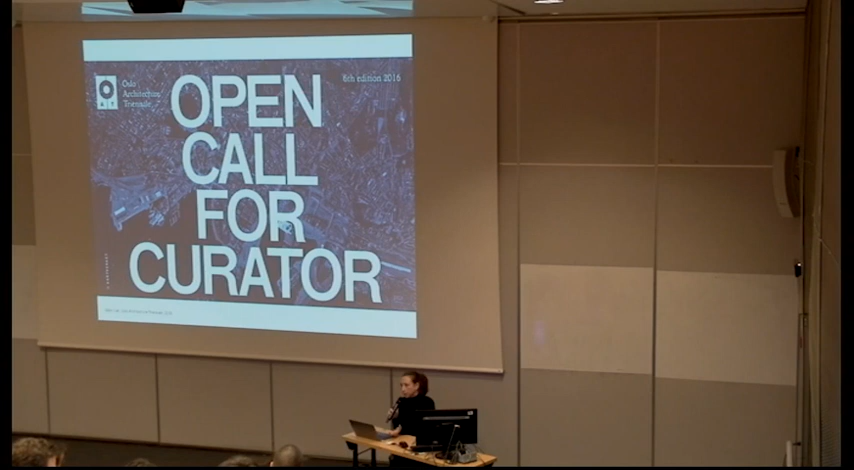 Oslo
Architecture
Triennale
6th edition 2016
OPEN
CALL
FOR
CURATOR